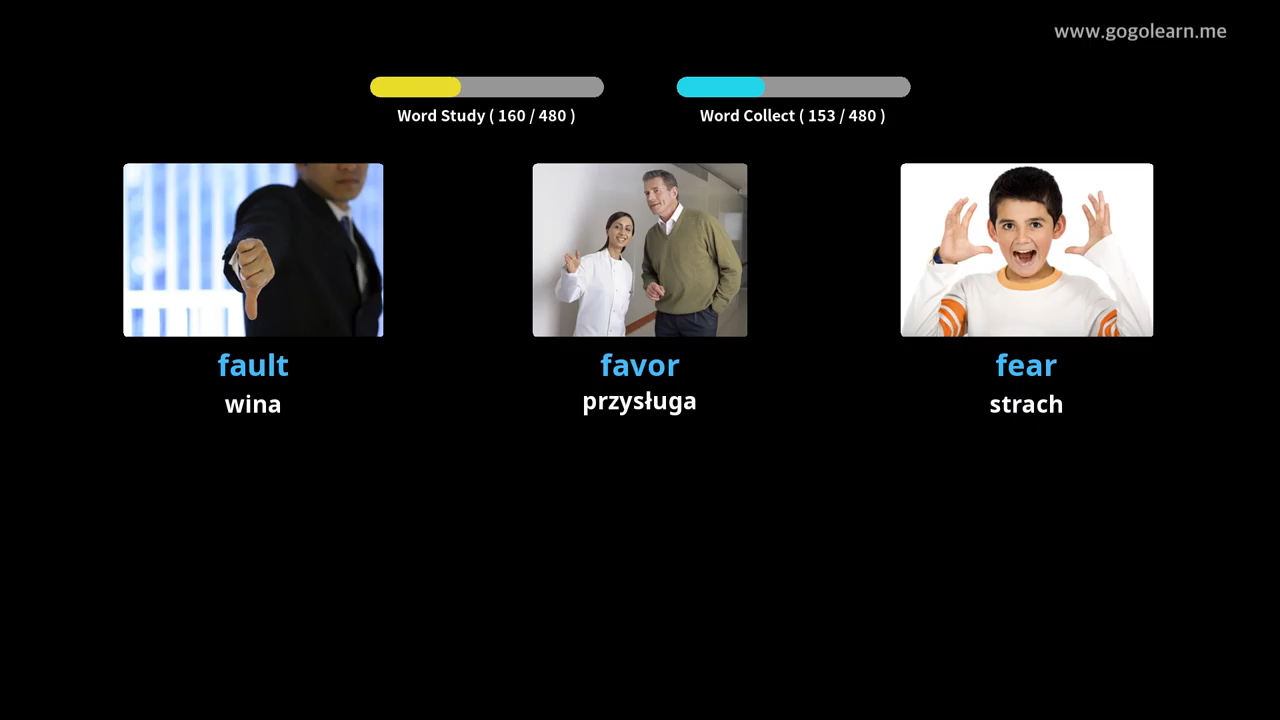 www.gogolearn.me
Word Study ( 160 / 480 )
Word Collect ( 153 / 480 )
fault
wina
favor
przysługa
fear
strach